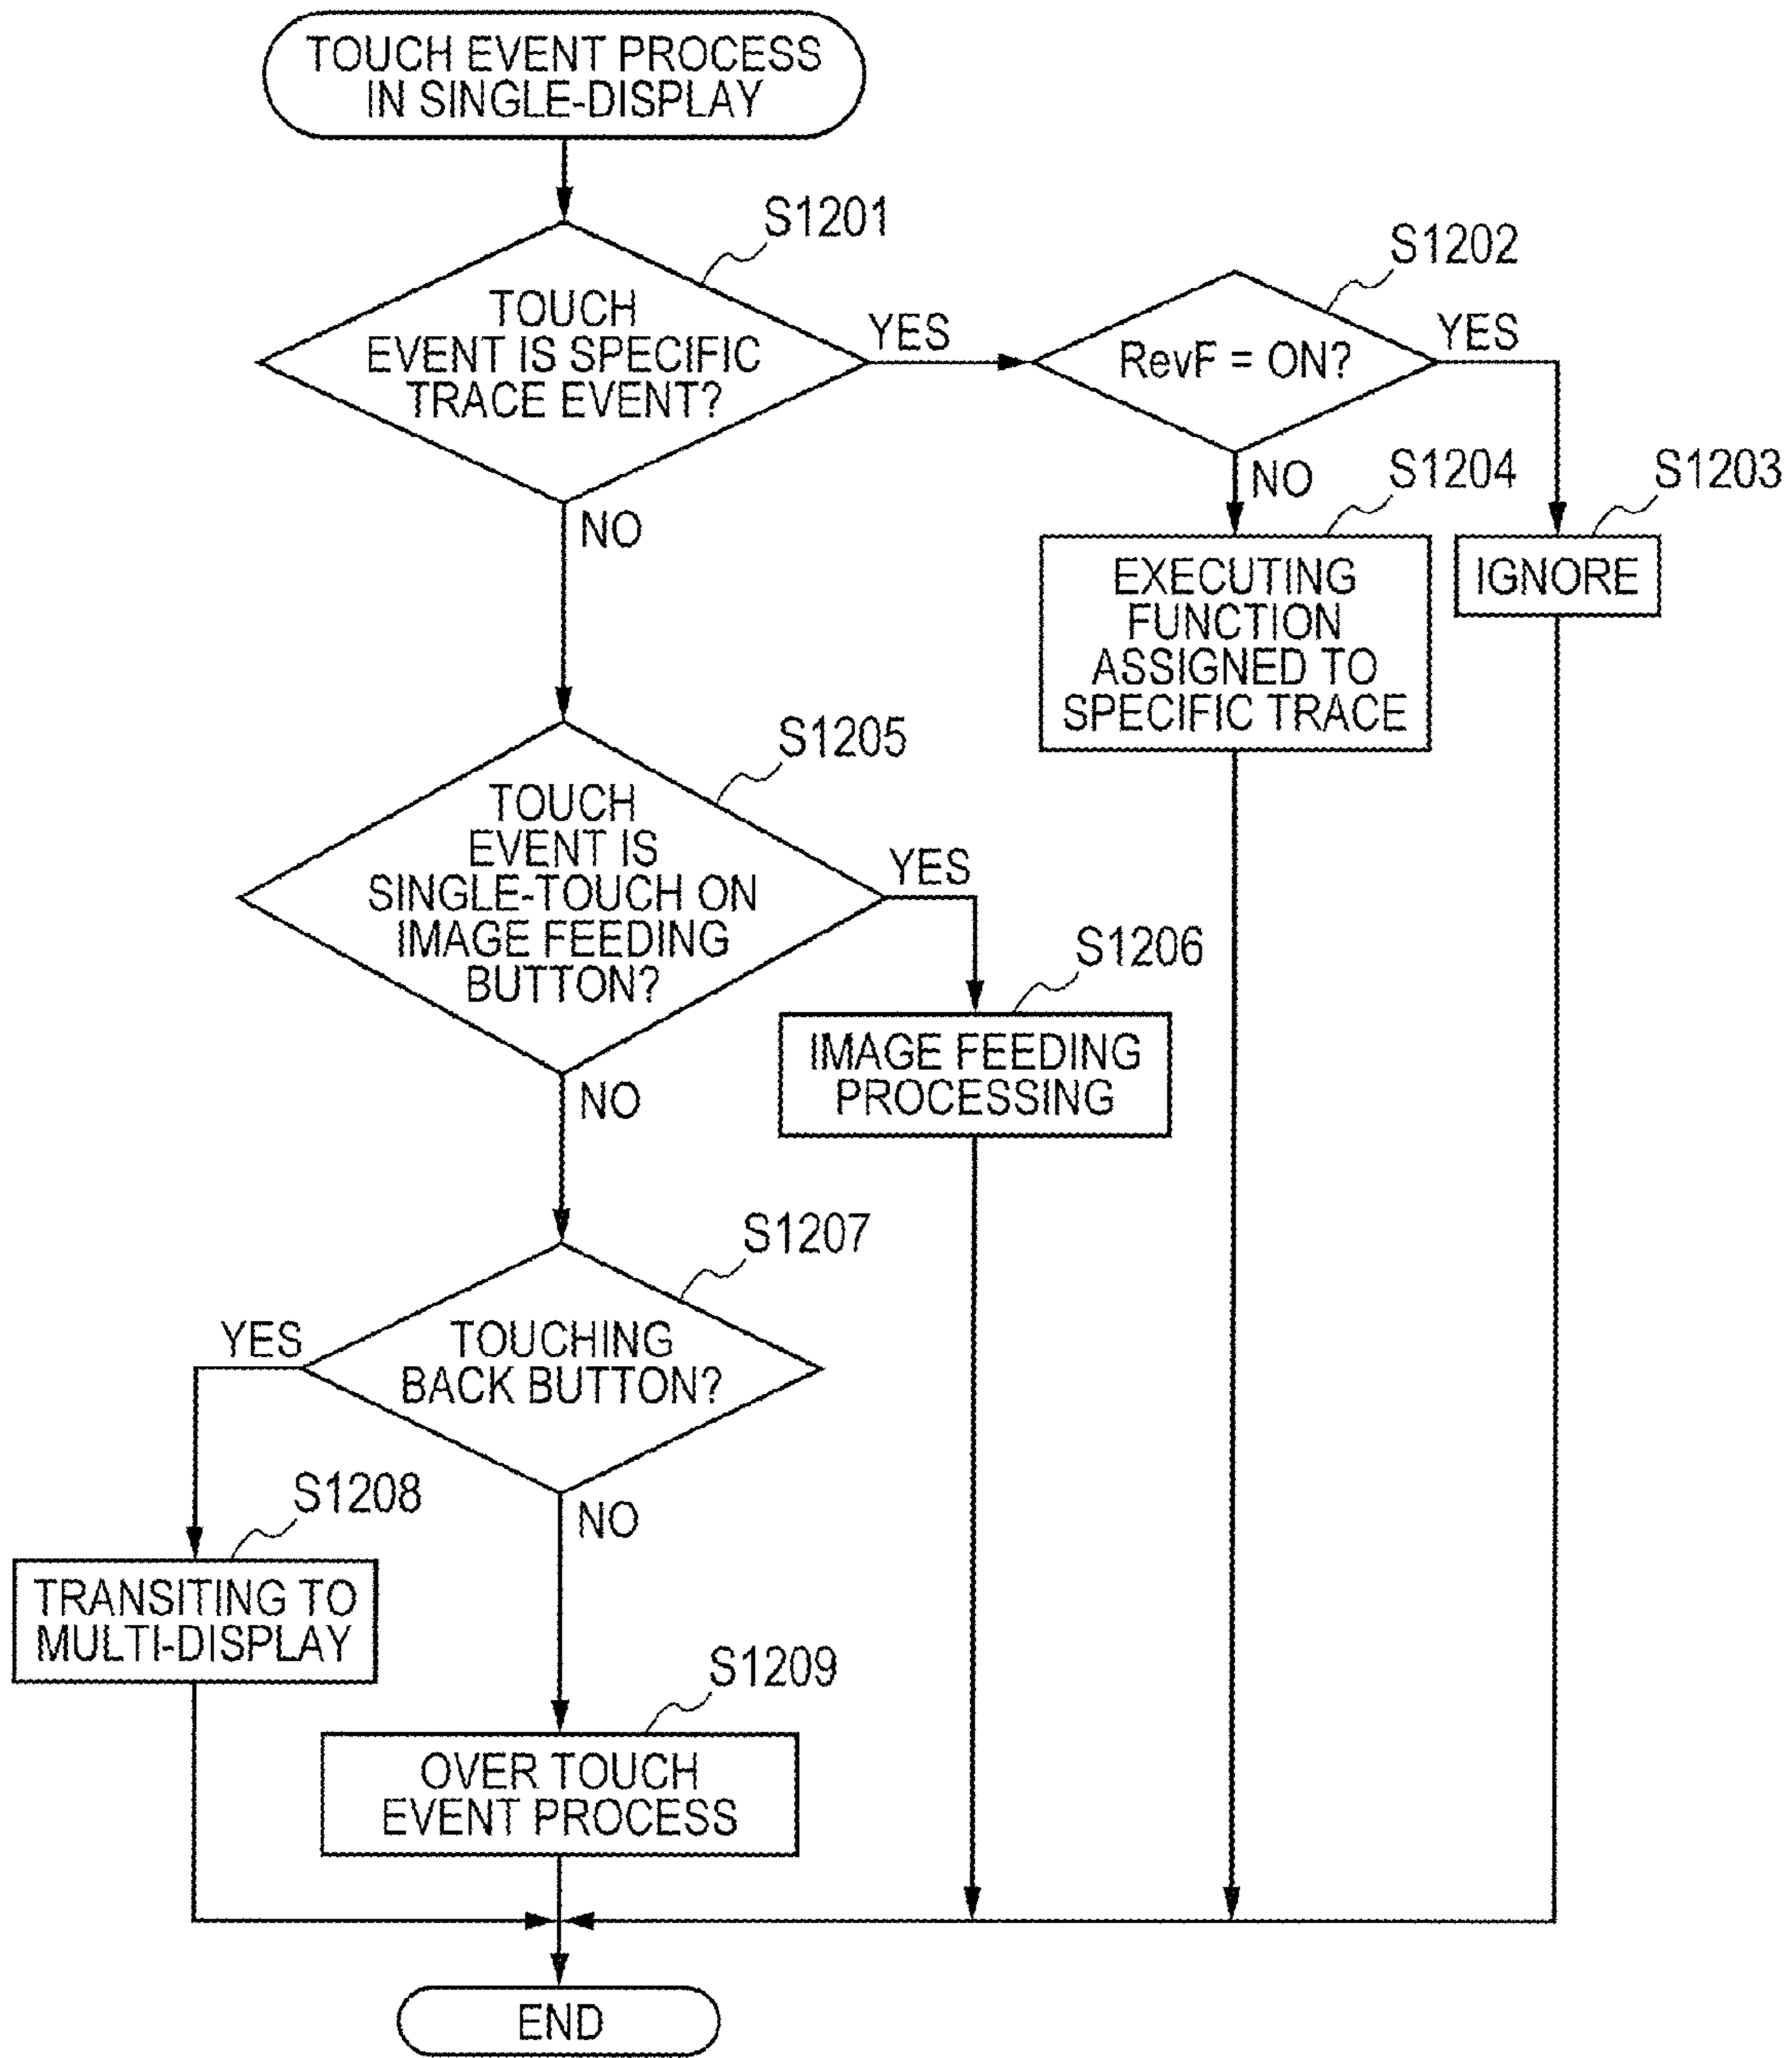 TOUCH EVENT PROCESS
IN SINGLE-DISPLAY
S1201
TOUCH
EVENT IS SPECIFIC
TRACE EVENT?
YES
NO
S1202
RevF = ON?
YES
NO
S1204
EXECUTING
FUNCTION
ASSIGNED TO
SPECIFIC TRACE
S1203
IGNORE
S1205
TOUCH
EVENT IS
SINGLE-TOUCH ON
IMAGE FEEDING
BUTTON?
YES
NO
S1206
IMAGE FEEDING
PROCESSING
S1207
TOUCHING
BACK BUTTON?
YES
NO
S1208
TRANSITING TO
MULTI-DISPLAY
S1209
OVER TOUCH
EVENT PROCESS
END